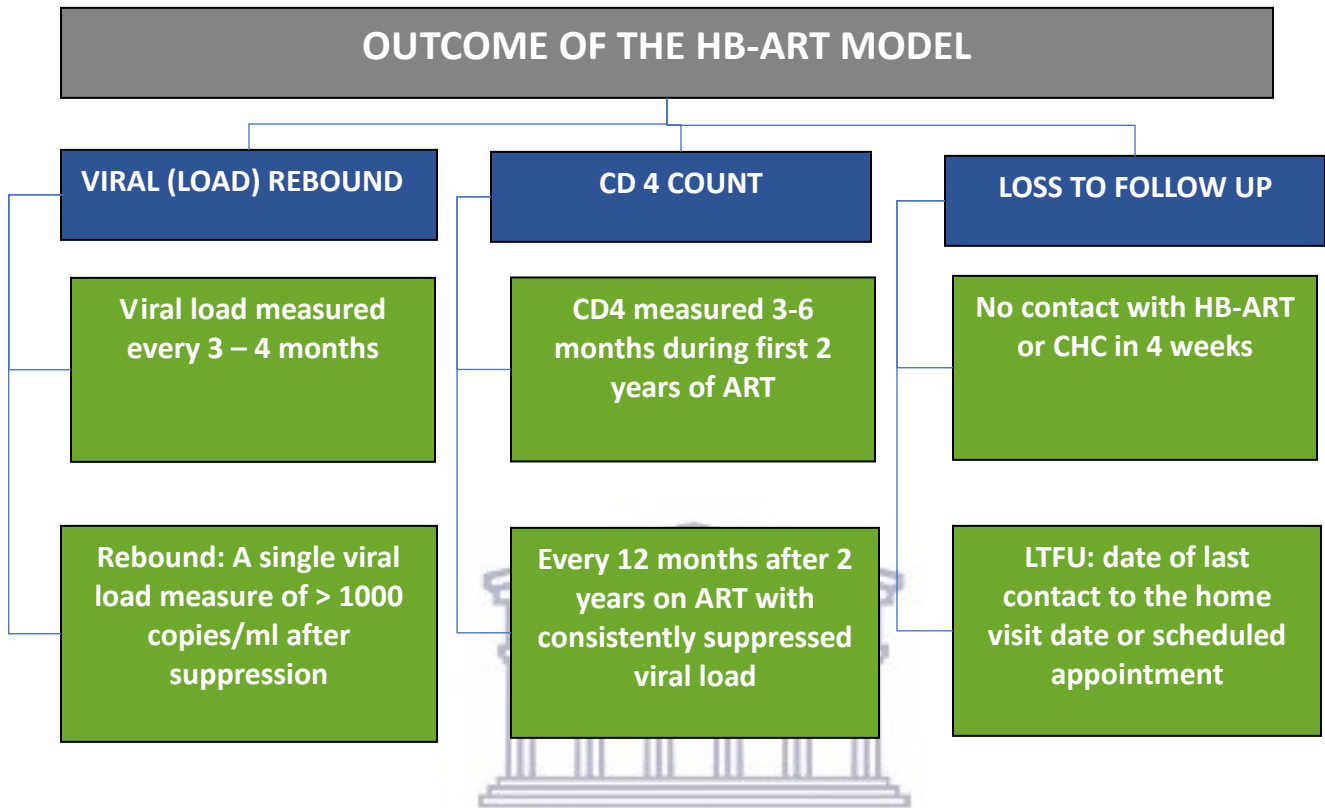 OUTCOME OF THE HB-ART MODEL
VIRAL (LOAD) REBOUND
Viral load measured
every 3 – 4 months
Rebound: A single viral
load measure of > 1000
copies/ml after
suppression
CD 4 COUNT
CD4 measured 3-6
months during first 2
years of ART
Every 12 months after 2
years on ART with
consistently suppressed
viral load
LOSS TO FOLLOW UP
No contact with HB-ART
or CHC in 4 weeks
LTFU: date of last
contact to the home
visit date or scheduled
appointment